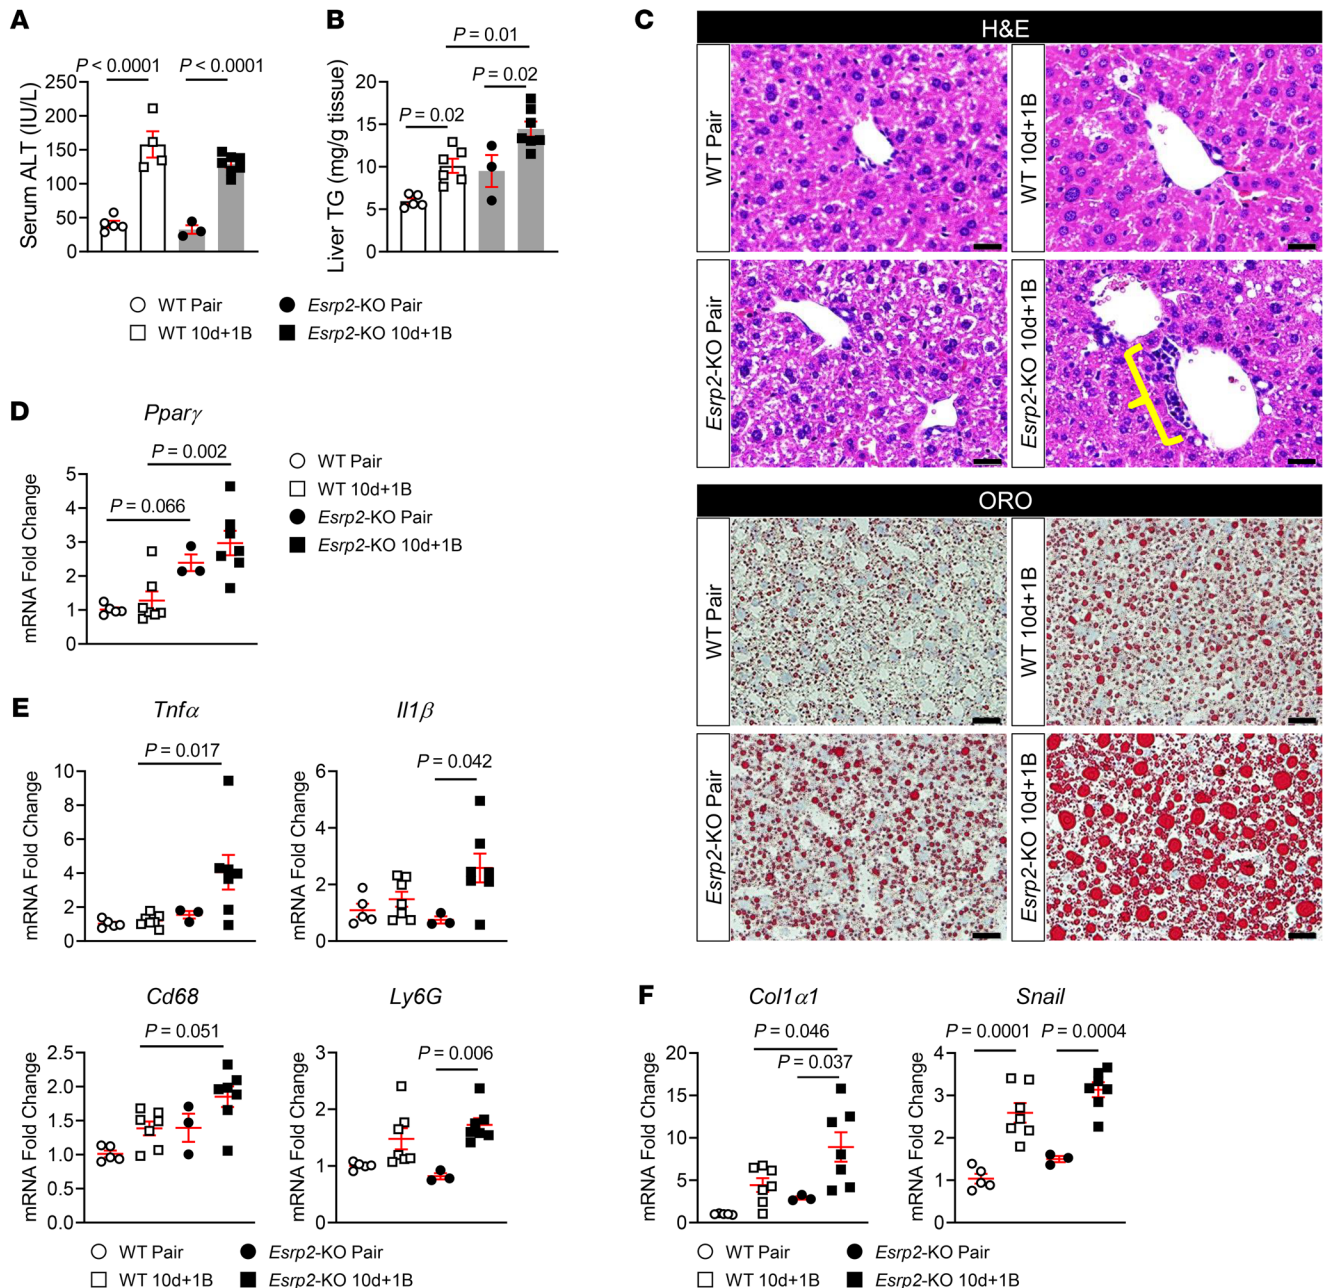 A
P < 0.0001
P < 0.0001
Serum ALT (IU/L)
250
200
150
100
50
0
B
P = 0.01
P = 0.02
P = 0.02
Liver TG (mg/g tissue)
20
15
10
5
0
WT Pair
Esrp2-KO Pair
WT 10d+1B
Esrp2-KO 10d+1B
C
H&E
WT Pair
WT 10d+1B
Esrp2-KO Pair
Esrp2-KO 10d+1B
ORO
WT Pair
WT 10d+1B
Esrp2-KO Pair
Esrp2-KO 10d+1B
D
Pparγ
P = 0.002
P = 0.066
mRNA Fold Change
5
4
3
2
1
0
WT Pair
WT 10d+1B
Esrp2-KO Pair
Esrp2-KO 10d+1B
E
Tnfα
P = 0.017
mRNA Fold Change
10
8
6
4
2
0
Il1β
P = 0.042
mRNA Fold Change
6
4
2
0
Cd68
P = 0.051
mRNA Fold Change
2.5
2.0
1.5
1.0
0.5
0.0
Ly6G
P = 0.006
mRNA Fold Change
3
2
1
0
WT Pair
Esrp2-KO Pair
WT 10d+1B
Esrp2-KO 10d+1B
F
Col1α1
P = 0.046
P = 0.037
mRNA Fold Change
20
15
10
5
0
Snail
P = 0.0001
P = 0.0004
mRNA Fold Change
4
3
2
1
0
WT Pair
Esrp2-KO Pair
WT 10d+1B
Esrp2-KO 10d+1B